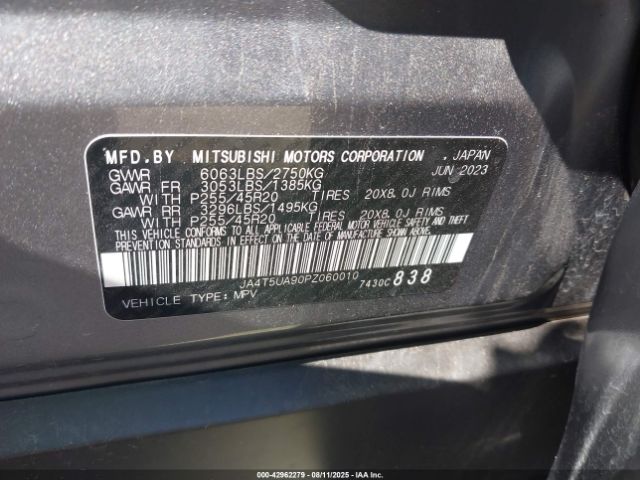 MFD. BY MITSUBISHI MOTORS CORPORATION . JAPAN
GVWR 6063LBS/2750KG JUN 2023
GAWR FR 3053LBS/1385KG
WITH P255/45R20 TIRES 20X8.0J RIMS
GAWR RR 3296LBS/1495KG
WITH P255/45R20 TIRES 20X8.0J RIMS
THIS VEHICLE CONFORMS TO ALL APPLICABLE FEDERAL MOTOR VEHICLE SAFETY AND THEFT
PREVENTION STANDARDS IN EFFECT ON THE DATE OF MANUFACTURE SHOWN ABOVE.
JA4T5UA90PZ060010 7430C 838
VEHICLE TYPE: MPV
000-42962279 - 08/11/2025 - IAAI.COM